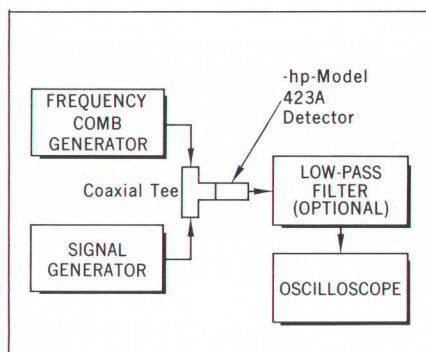 -hp-Model
423A
Detector
FREQUENCY
COMB
GENERATOR
Coaxial Tee
LOW-PASS
FILTER
(OPTIONAL)
SIGNAL
GENERATOR
OSCILLOSCOPE